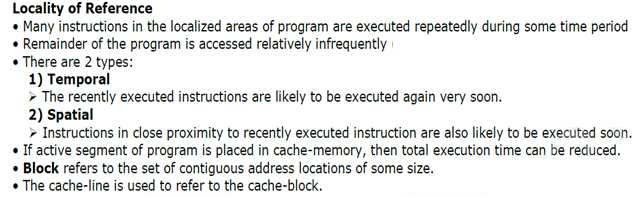 Locality of Reference
• Many instructions in the localized areas of program are executed repeatedly during some time period
• Remainder of the program is accessed relatively infrequently
• There are 2 types:
1) Temporal
➢ The recently executed instructions are likely to be executed again very soon.
2) Spatial
➢ Instructions in close proximity to recently executed instruction are also likely to be executed soon.
• If active segment of program is placed in cache-memory, then total execution time can be reduced.
• Block refers to the set of contiguous address locations of some size.
• The cache-line is used to refer to the cache-block.